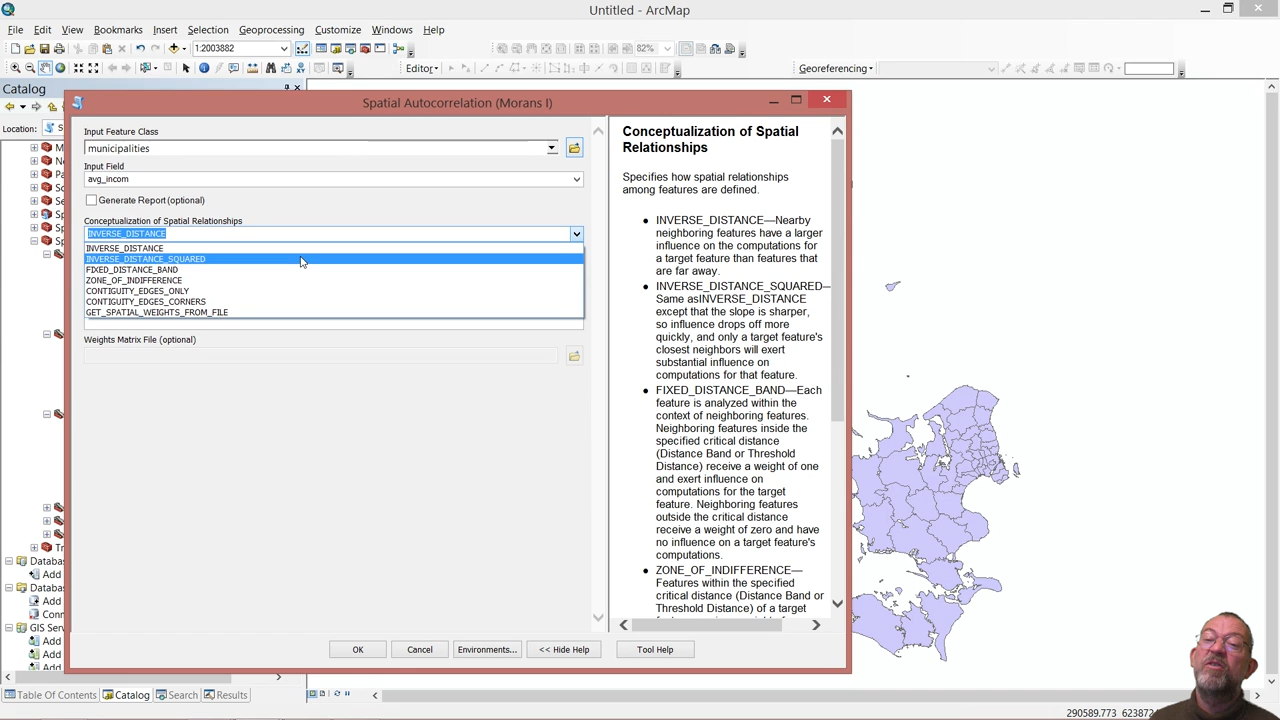 Untitled - ArcMap
File Edit View Bookmarks Insert Selection Geoprocessing Customize Windows Help
1:2003882
82%
Editor
Georeferencing
Catalog
Location:
Spatial Autocorrelation (Morans I)
Input Feature Class
municipalities
Input Field
avg_incom
Generate Report (optional)
Conceptualization of Spatial Relationships
INVERSE_DISTANCE
INVERSE_DISTANCE
INVERSE_DISTANCE_SQUARED
FIXED_DISTANCE_BAND
ZONE_OF_INDIFFERENCE
CONTIGUITY_EDGES_ONLY
CONTIGUITY_EDGES_CORNERS
GET_SPATIAL_WEIGHTS_FROM_FILE
Weights Matrix File (optional)
Conceptualization of Spatial
Relationships
Specifies how spatial relationships
among features are defined.
• INVERSE_DISTANCE—Nearby
neighboring features have a larger
influence on the computations for
a target feature than features that
are far away.
• INVERSE_DISTANCE_SQUARED—
Same asINVERSE_DISTANCE
except that the slope is sharper,
so influence drops off more
quickly, and only a target feature's
closest neighbors will exert
substantial influence on
computations for that feature.
• FIXED_DISTANCE_BAND—Each
feature is analyzed within the
context of neighboring features.
Neighboring features inside the
specified critical distance
(Distance Band or Threshold
Distance) receive a weight of one
and exert influence on
computations for the target
feature. Neighboring features
outside the critical distance
receive a weight of zero and have
no influence on a target feature's
computations.
• ZONE_OF_INDIFFERENCE—
Features within the specified
critical distance (Distance Band or
Threshold Distance) of a target
OK Cancel Environments... << Hide Help Tool Help
Databas
Add
Databas
Add
Conn
GIS Serv
Add
Add
Add
Table Of Contents Catalog Search Results
290589.773